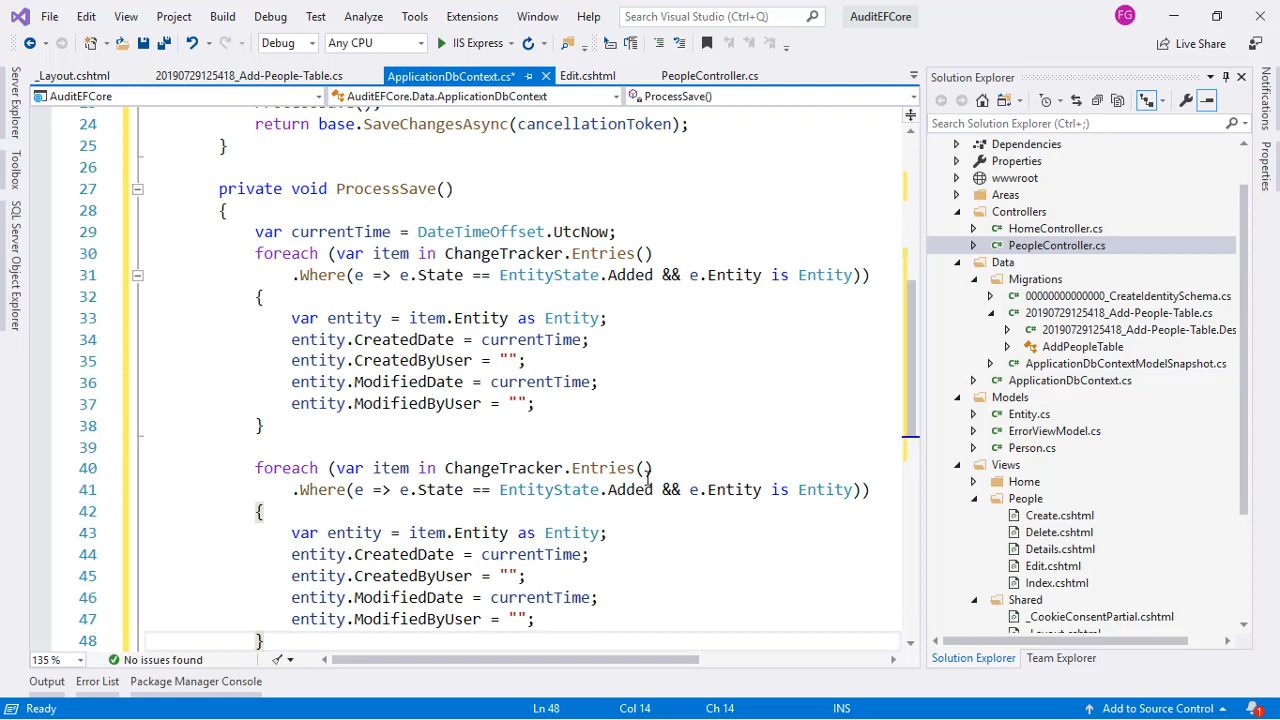 File Edit View Project Build Debug Test Analyze Tools Extensions Window Help Search Visual Studio (Ctrl+Q) AuditEFCore FG
Debug Any CPU IIS Express Live Share
_Layout.cshtml 20190729125418_Add-People-Table.cs ApplicationDbContext.cs* Edit.cshtml PeopleController.cs
AuditEFCore AuditEFCore.Data.ApplicationDbContext ProcessSave()
24 return base.SaveChangesAsync(cancellationToken);
25 }
26
27 private void ProcessSave()
28 {
29 var currentTime = DateTimeOffset.UtcNow;
30 foreach (var item in ChangeTracker.Entries()
31 .Where(e => e.State == EntityState.Added && e.Entity is Entity))
32 {
33 var entity = item.Entity as Entity;
34 entity.CreatedDate = currentTime;
35 entity.CreatedByUser = "";
36 entity.ModifiedDate = currentTime;
37 entity.ModifiedByUser = "";
38 }
39
40 foreach (var item in ChangeTracker.Entries()
41 .Where(e => e.State == EntityState.Added && e.Entity is Entity))
42 {
43 var entity = item.Entity as Entity;
44 entity.CreatedDate = currentTime;
45 entity.CreatedByUser = "";
46 entity.ModifiedDate = currentTime;
47 entity.ModifiedByUser = "";
48 }
135 % No issues found
Server Explorer
Toolbox
SQL Server Object Explorer
Solution Explorer
Search Solution Explorer (Ctrl+;)
Dependencies
Properties
wwwroot
Areas
Controllers
HomeController.cs
PeopleController.cs
Data
Migrations
00000000000000_CreateIdentitySchema.cs
20190729125418_Add-People-Table.cs
20190729125418_Add-People-Table.Des
AddPeopleTable
ApplicationDbContextModelSnapshot.cs
ApplicationDbContext.cs
Models
Entity.cs
ErrorViewModel.cs
Person.cs
Views
Home
People
Create.cshtml
Delete.cshtml
Details.cshtml
Edit.cshtml
Index.cshtml
Shared
_CookieConsentPartial.cshtml
Solution Explorer Team Explorer
Notifications
Properties
Output Error List Package Manager Console
Ready Ln 48 Col 14 Ch 14 INS Add to Source Control 1